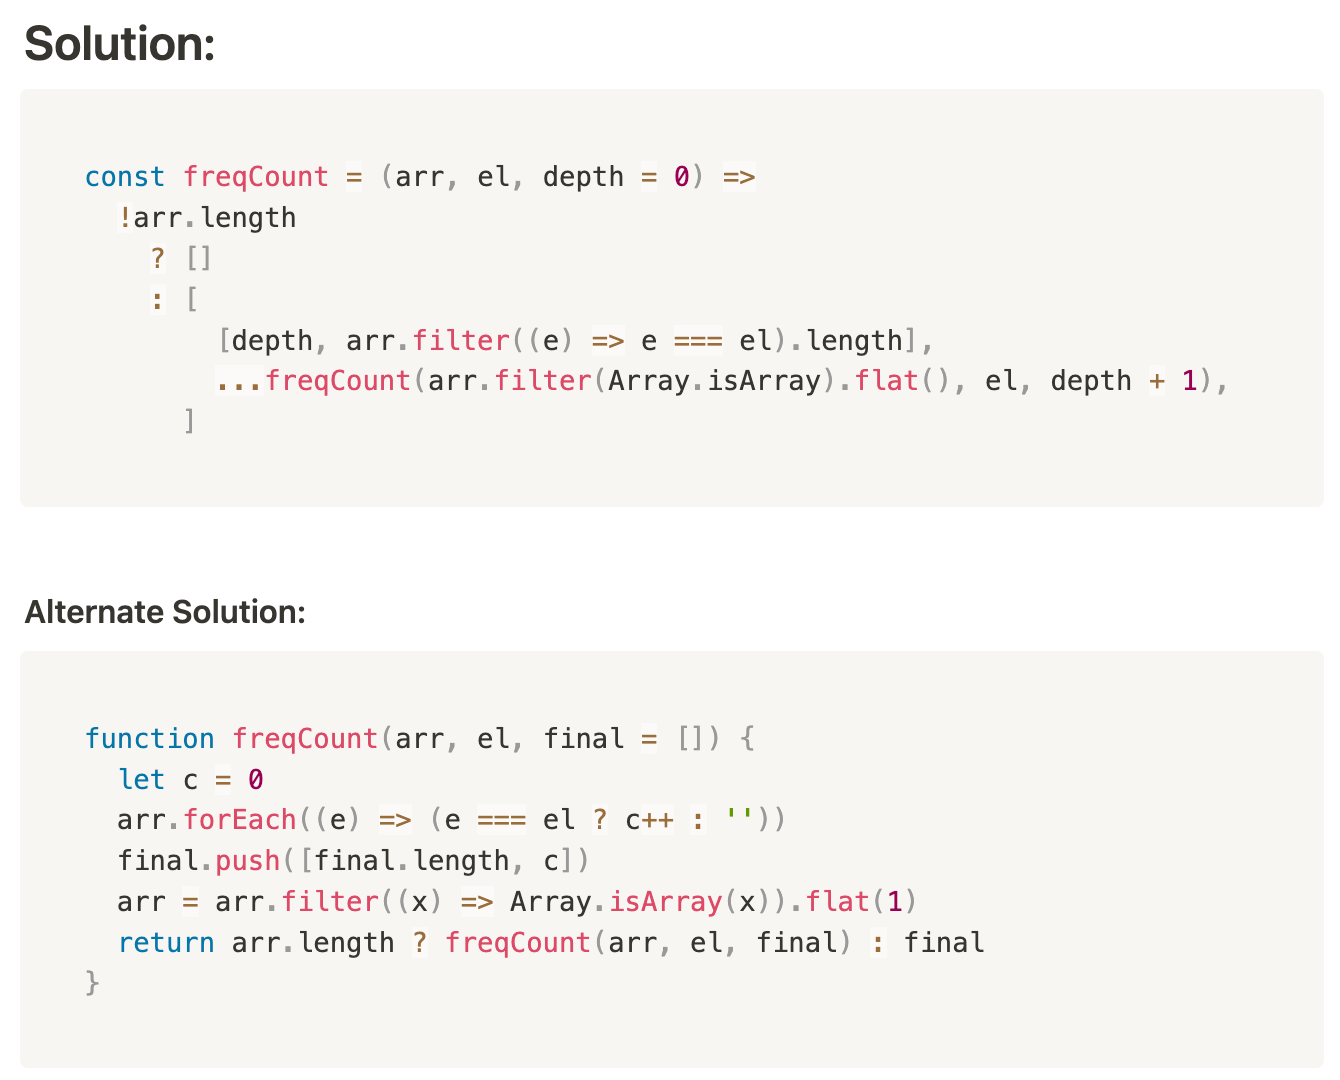 Solution:
const freqCount = (arr, el, depth = 0) =>
  !arr.length
    ? []
    : [
        [depth, arr.filter((e) => e === el).length],
        ...freqCount(arr.filter(Array.isArray).flat(), el, depth + 1),
      ]
Alternate Solution:
function freqCount(arr, el, final = []) {
  let c = 0
  arr.forEach((e) => (e === el ? c++ : ''))
  final.push([final.length, c])
  arr = arr.filter((x) => Array.isArray(x)).flat(1)
  return arr.length ? freqCount(arr, el, final) : final
}